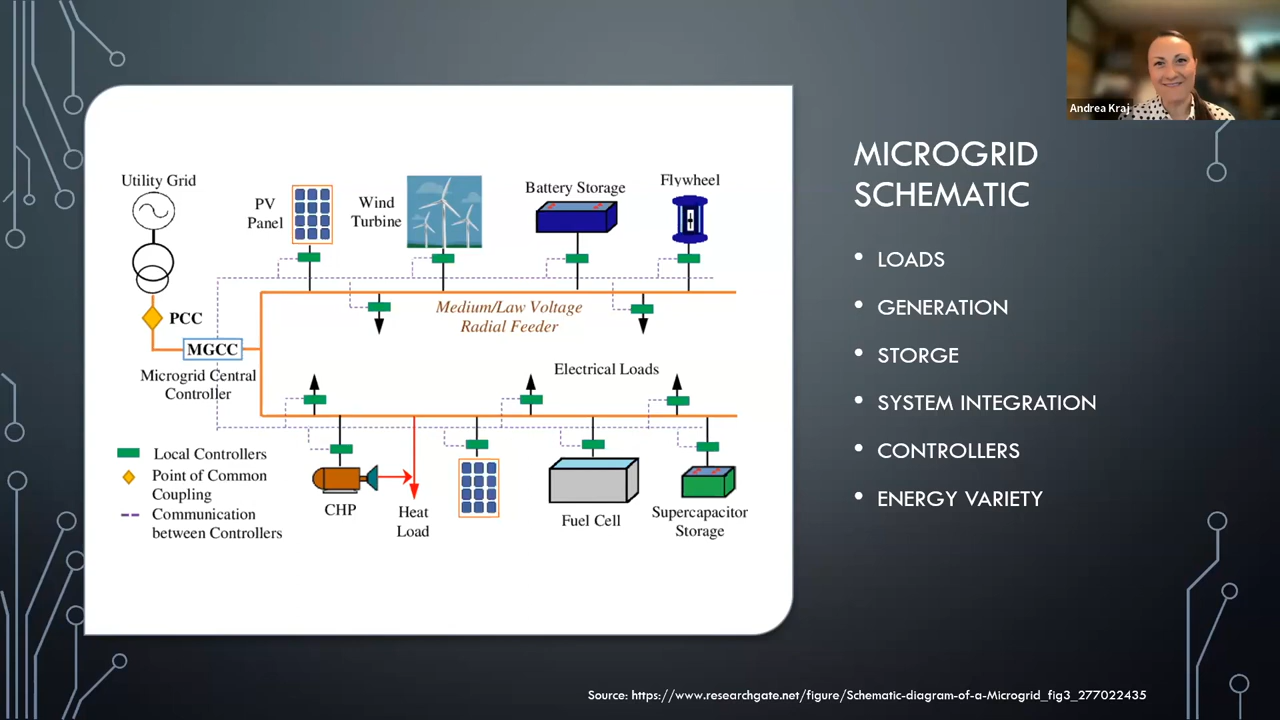 Andrea Kraj
MICROGRID
SCHEMATIC
• LOADS
• GENERATION
• STORGE
• SYSTEM INTEGRATION
• CONTROLLERS
• ENERGY VARIETY
Utility Grid
PV
Panel
Wind
Turbine
Battery Storage
Flywheel
PCC
Medium/Law Voltage
Radial Feeder
MGCC
Microgrid Central
Controller
Electrical Loads
Local Controllers
Point of Common
Coupling
Communication
between Controllers
CHP
Heat
Load
Fuel Cell
Supercapacitor
Storage
Source: https://www.researchgate.net/figure/Schematic-diagram-of-a-Microgrid_fig3_277022435